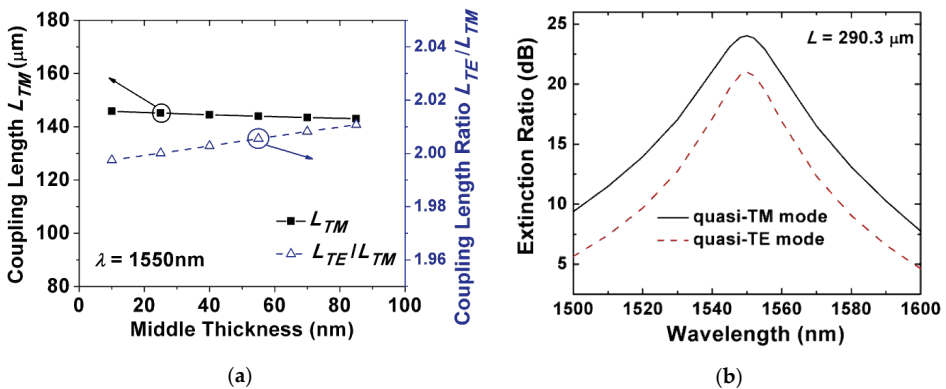 Coupling Length L_TM (μm)
180
160
140
120
100
80
0
20
40
60
80
100
Middle Thickness (nm)
L_TM
L_TE/L_TM
λ = 1550nm
2.04
2.02
2.00
1.98
1.96
Coupling Length Ratio L_TE/L_TM
(a)
Extinction Ratio (dB)
25
20
15
10
5
L = 290.3 μm
quasi-TM mode
quasi-TE mode
1500
1520
1540
1560
1580
1600
Wavelength (nm)
(b)